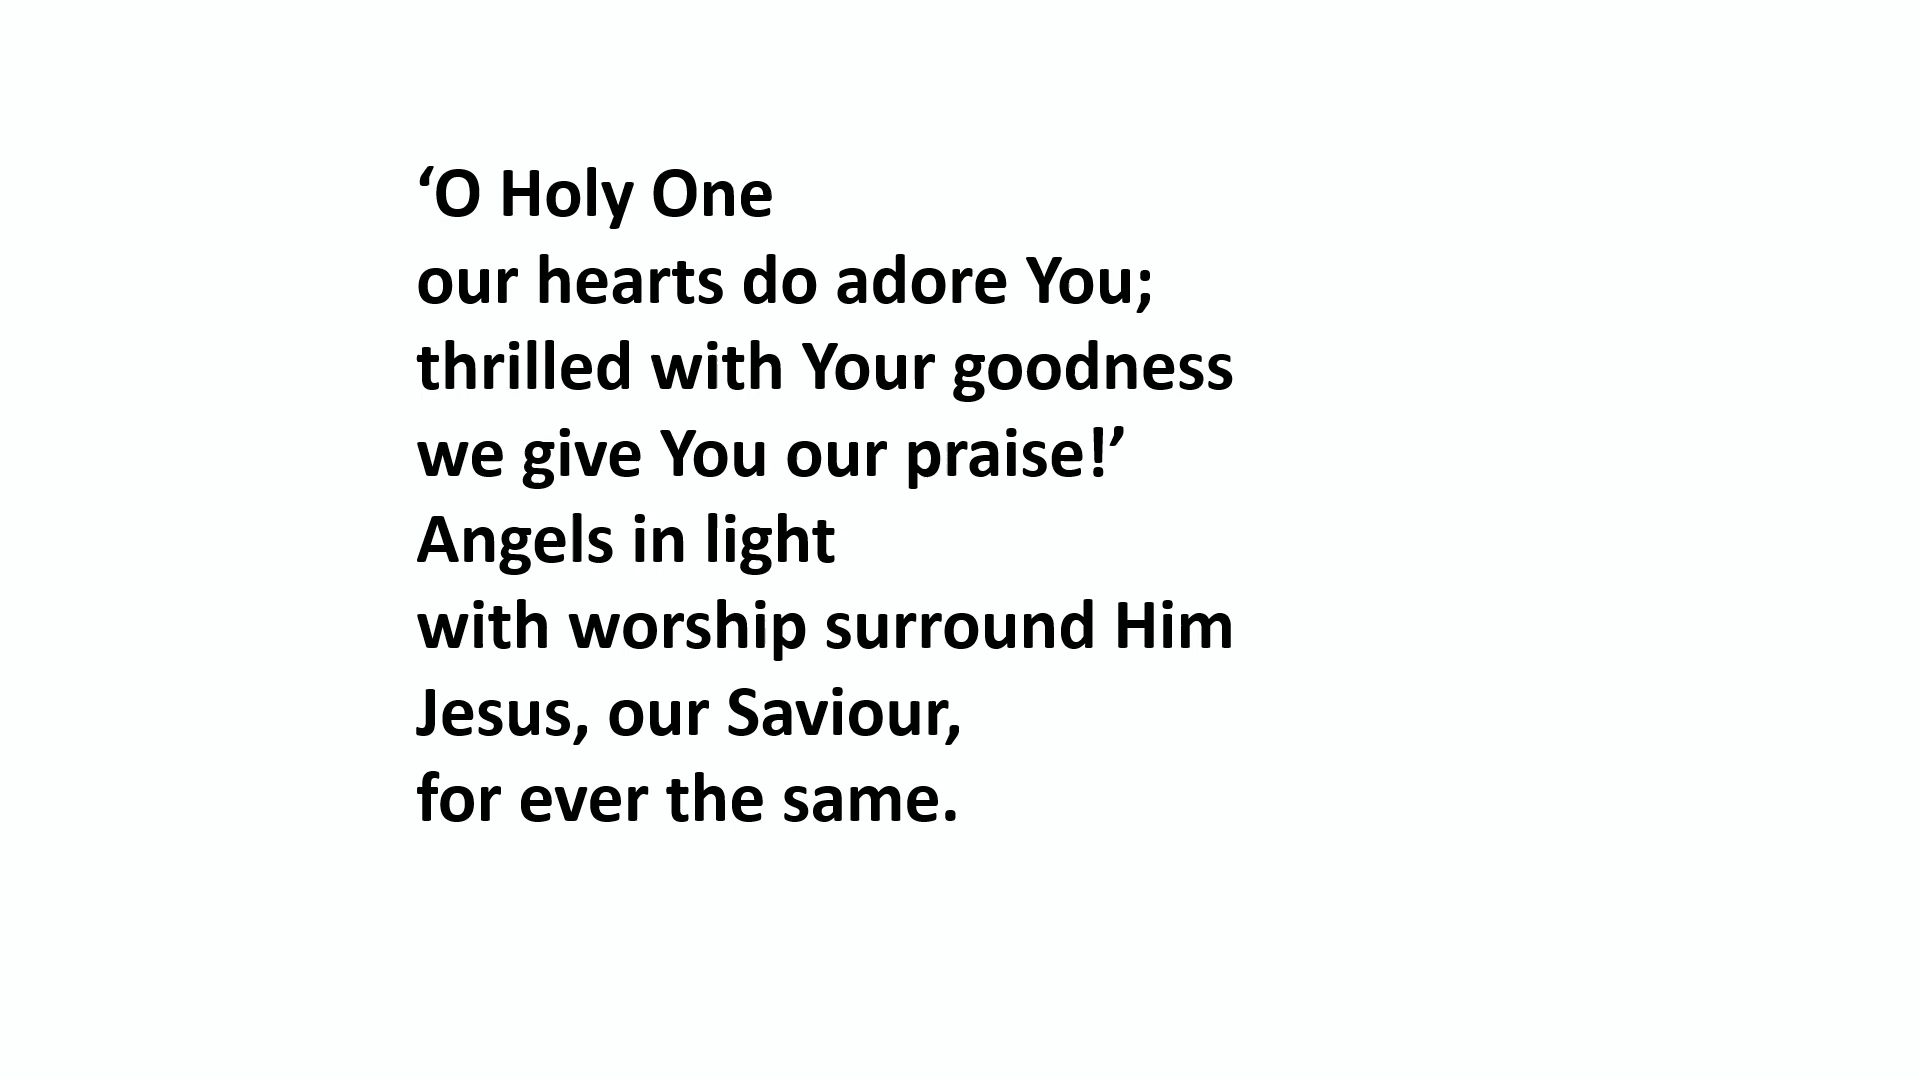 ‘O Holy One
our hearts do adore You;
thrilled with Your goodness
we give You our praise!’
Angels in light
with worship surround Him
Jesus, our Saviour,
for ever the same.